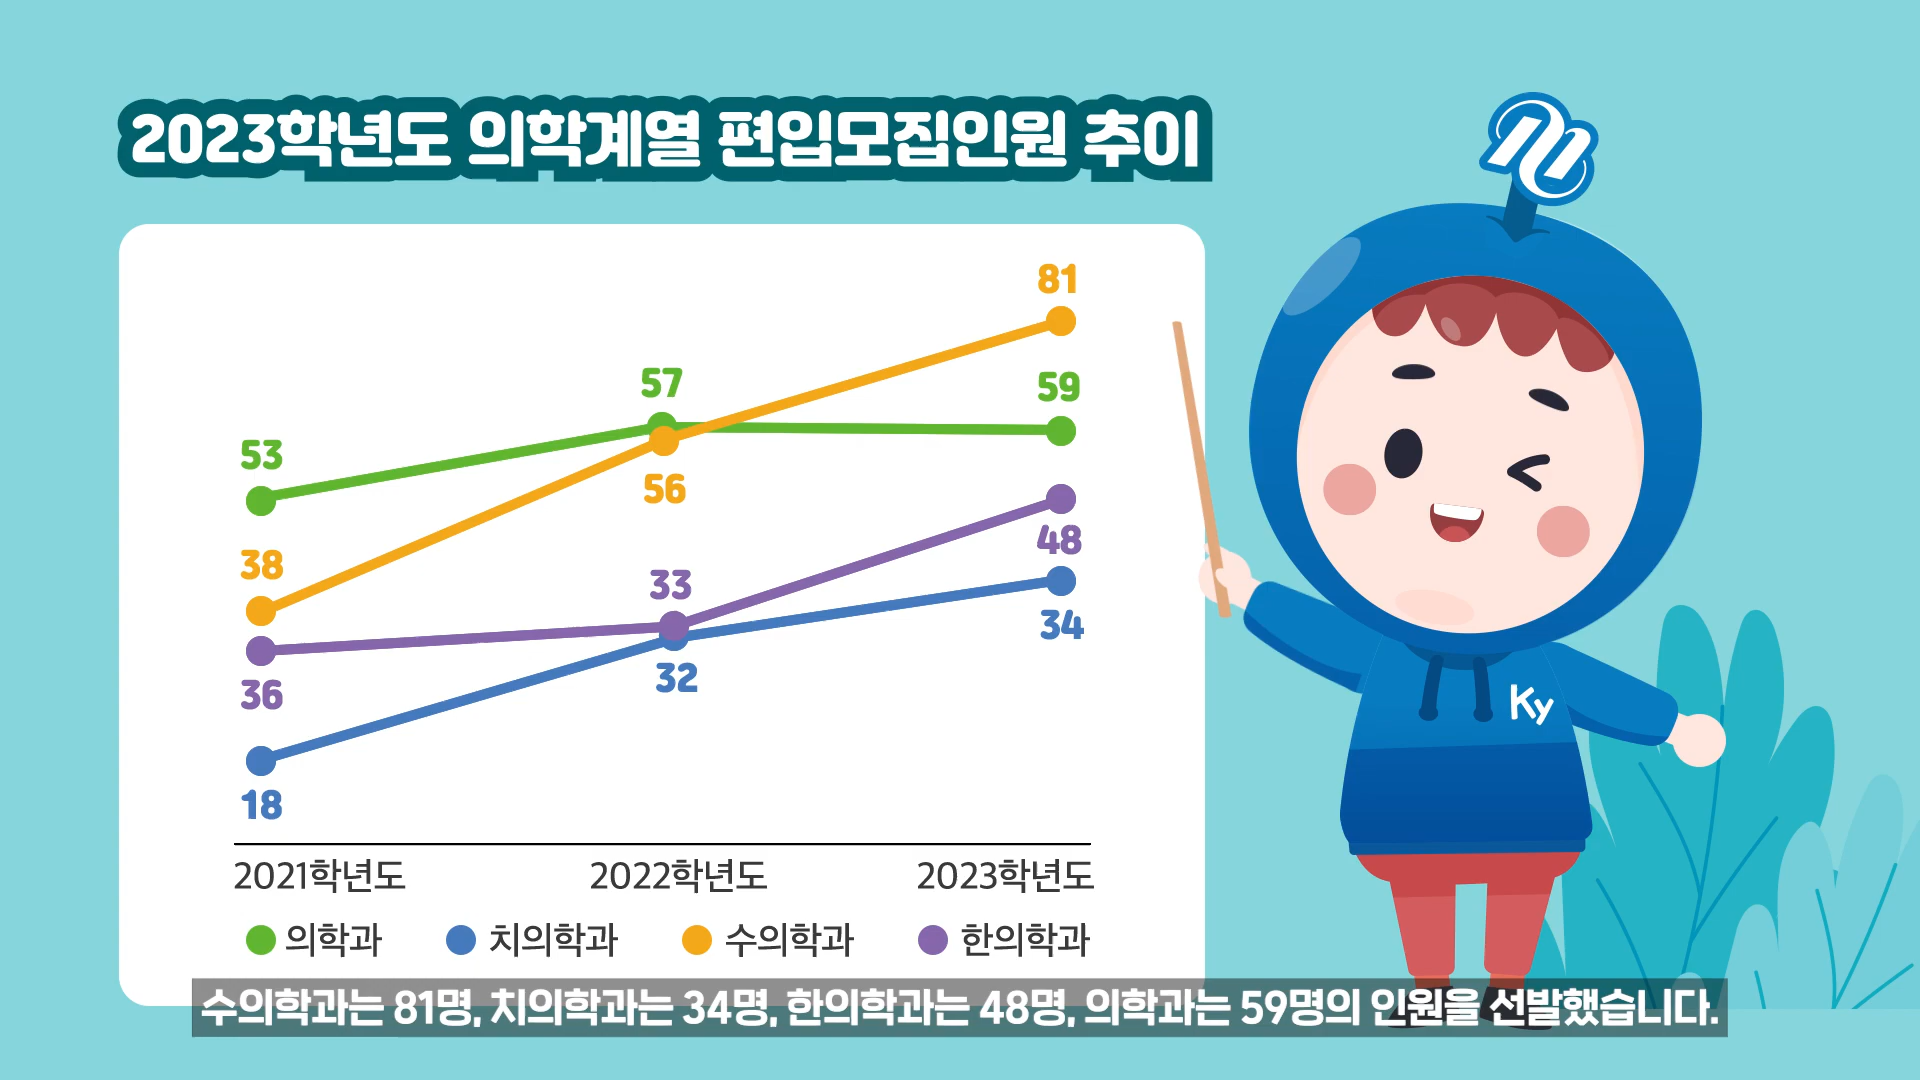 2023학년도 의학계열 편입모집인원 추이
81
57
59
53
56
38
33
48
36
32
34
18
2021학년도 2022학년도 2023학년도
의학과 치의학과 수의학과 한의학과
Ky
수의학과는 81명, 치의학과는 34명, 한의학과는 48명, 의학과는 59명의 인원을 선발했습니다.